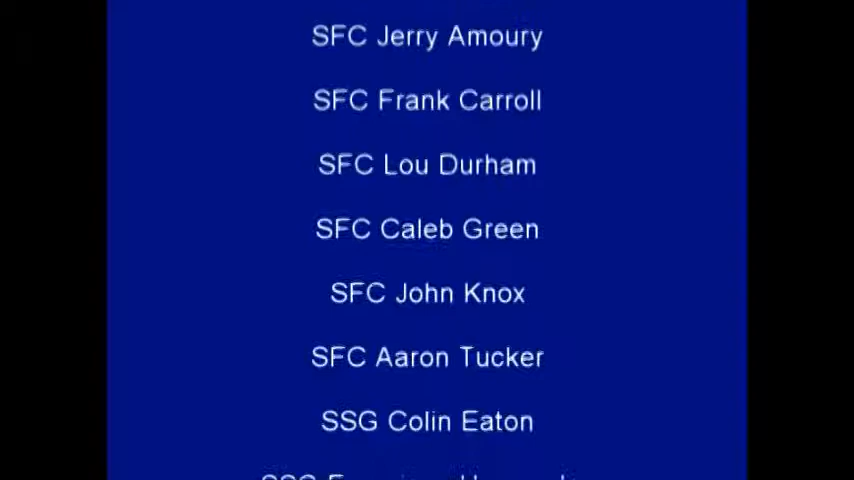 SFC Jerry Amoury
SFC Frank Carroll
SFC Lou Durham
SFC Caleb Green
SFC John Knox
SFC Aaron Tucker
SSG Colin Eaton
SSG